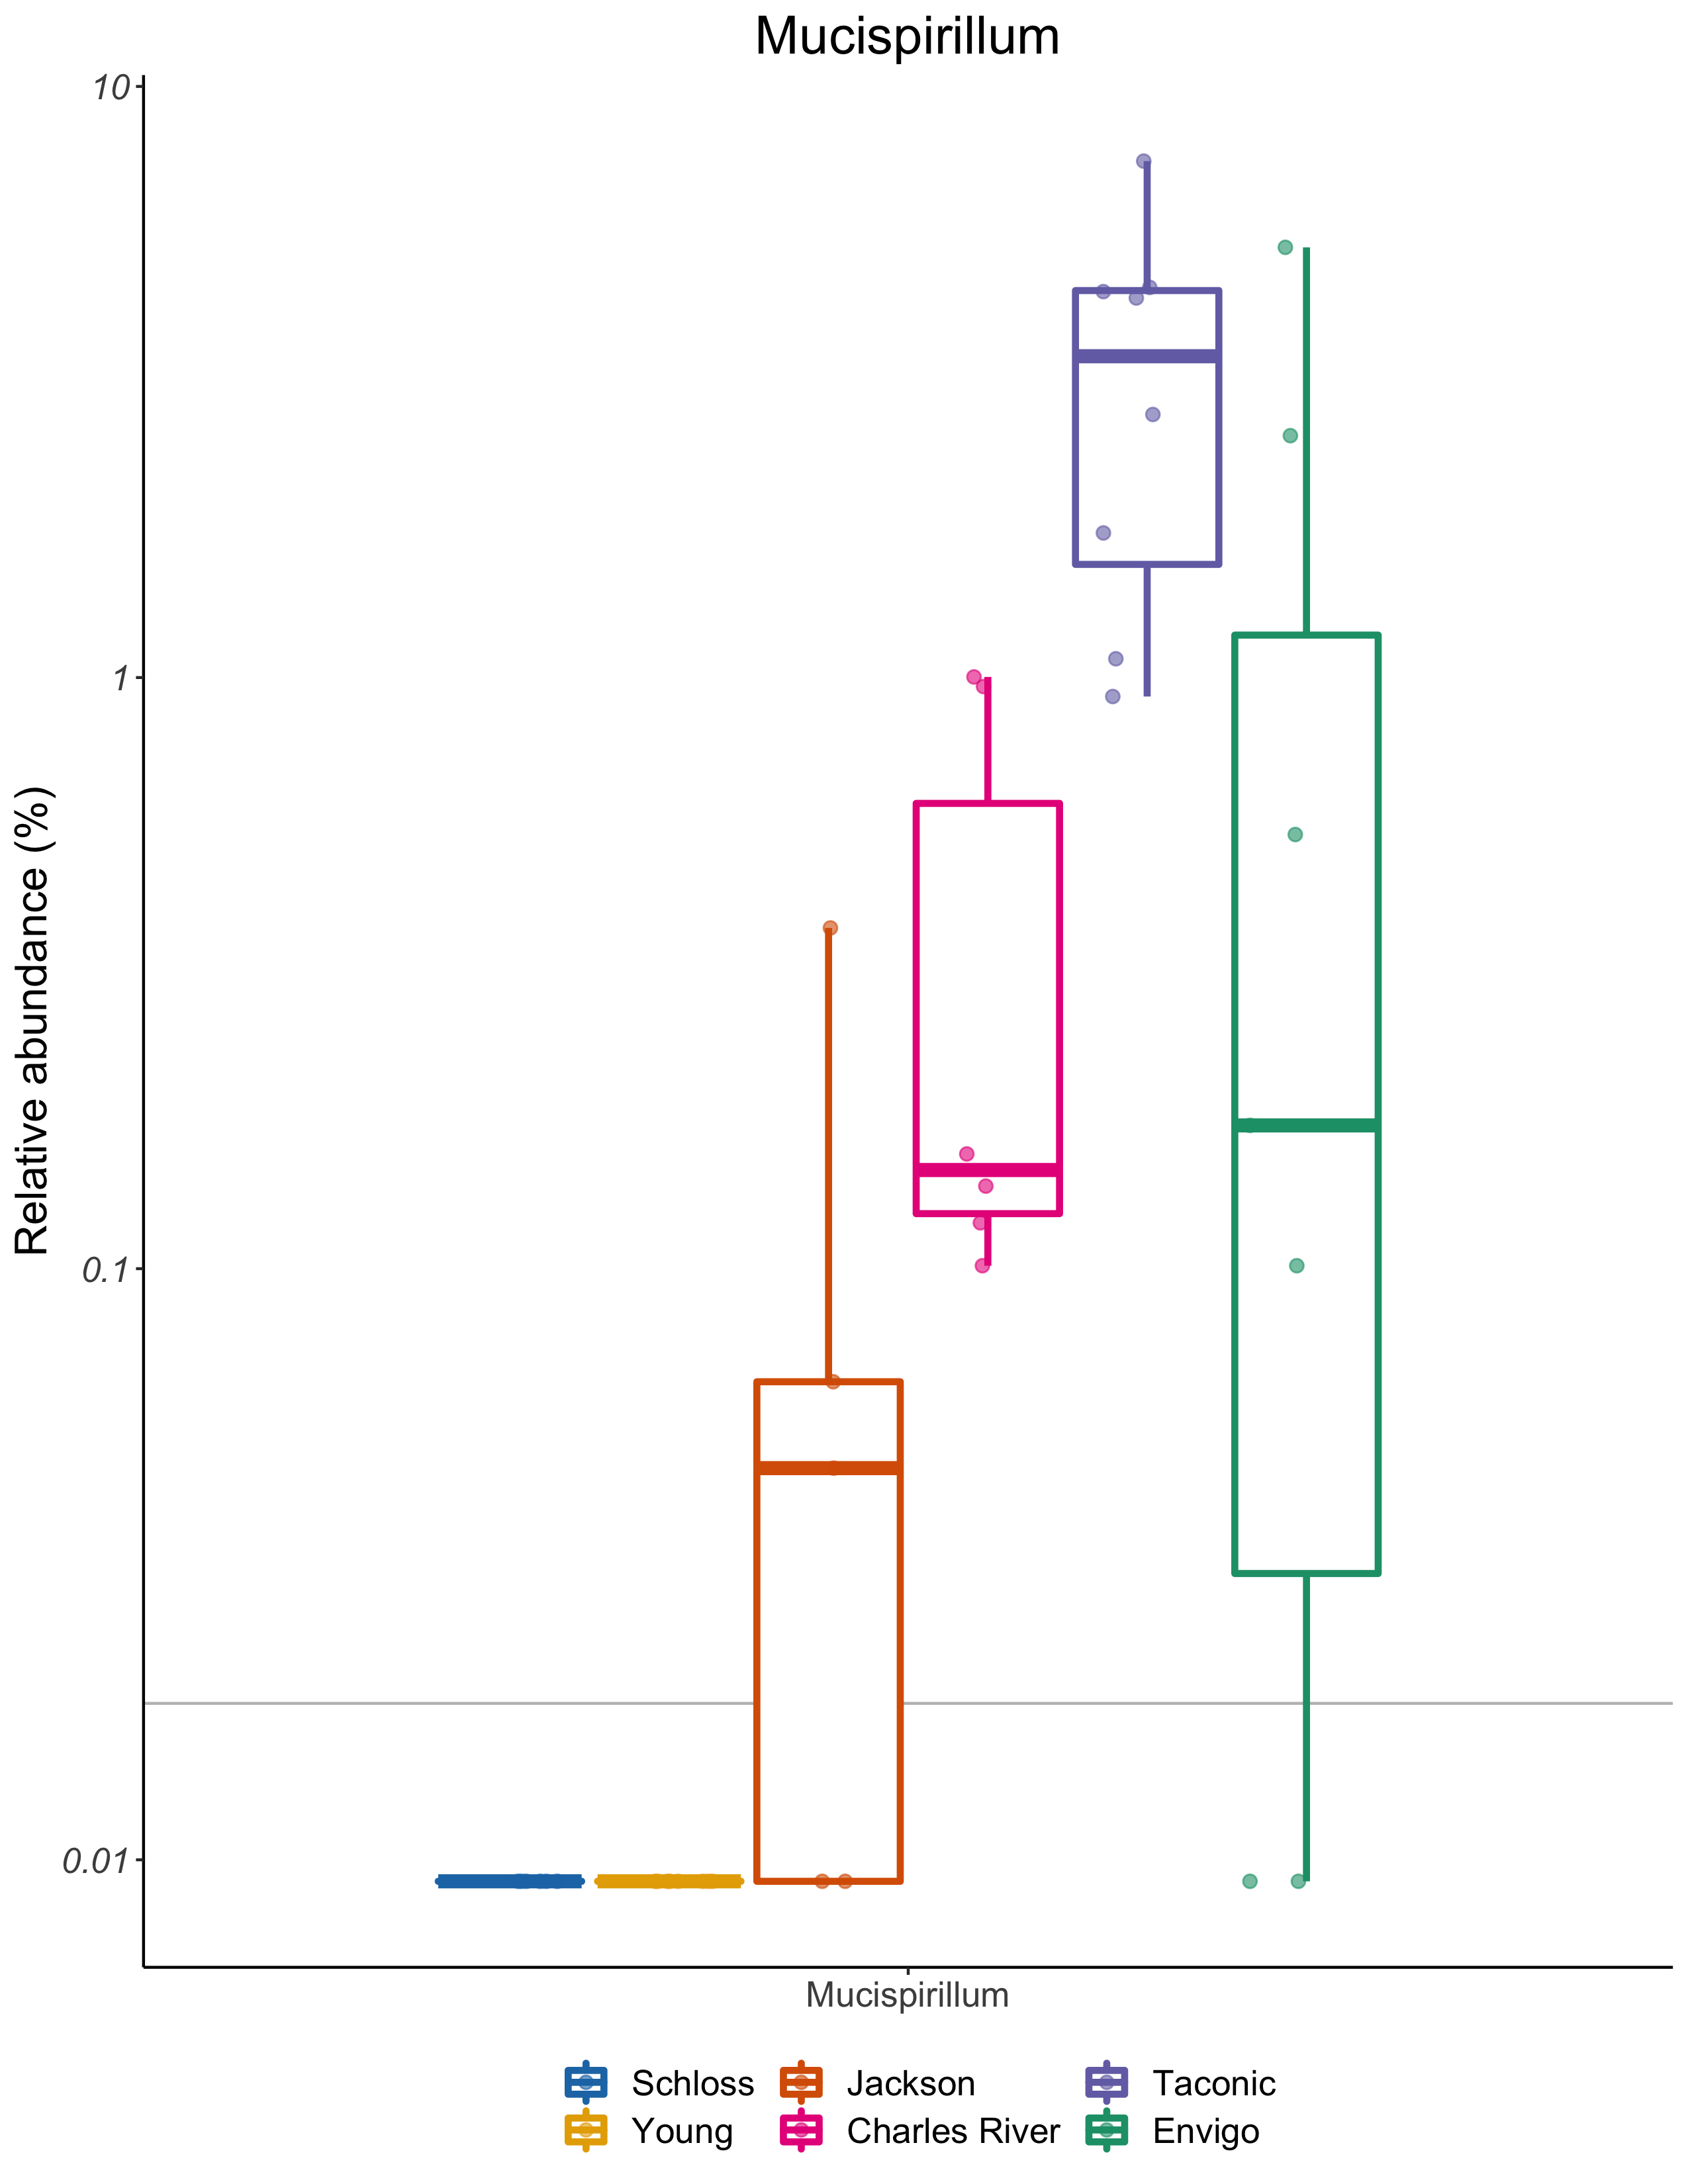 Mucispirillum
10
1
0.1
0.01
Relative abundance (%)
Mucispirillum
Schloss
Jackson
Taconic
Young
Charles River
Envigo